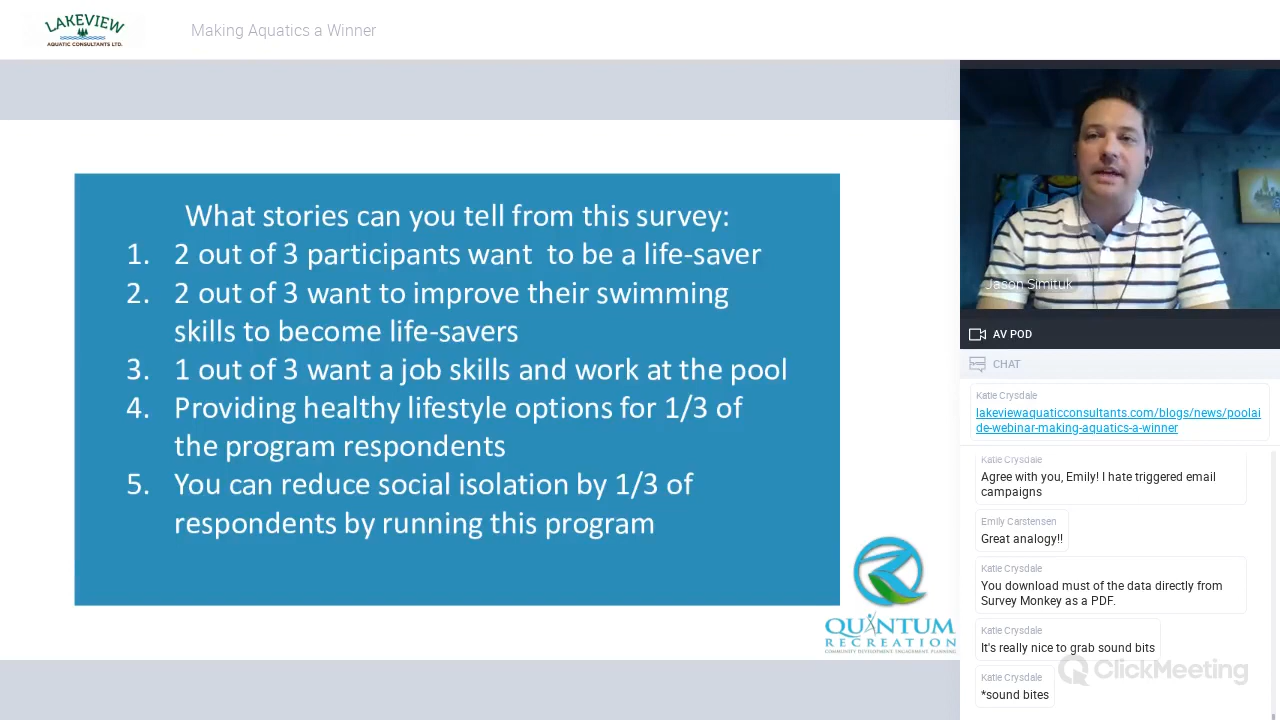 LAKEVIEW
AQUATIC CONSULTANTS LTD.
Making Aquatics a Winner
What stories can you tell from this survey:
1. 2 out of 3 participants want  to be a life-saver
2. 2 out of 3 want to improve their swimming
skills to become life-savers
3. 1 out of 3 want a job skills and work at the pool
4. Providing healthy lifestyle options for 1/3 of
the program respondents
5. You can reduce social isolation by 1/3 of
respondents by running this program
QUANTUM
RECREATION
COMMUNITY DEVELOPMENT, ENGAGEMENT, PLANNING
Jason Simituk
AV POD
CHAT
Katie Crysdale
lakeviewaquaticconsultants.com/blogs/news/poolai
de-webinar-making-aquatics-a-winner
Katie Crysdale
Agree with you, Emily! I hate triggered email
campaigns
Emily Carstensen
Great analogy!!
Katie Crysdale
You download must of the data directly from
Survey Monkey as a PDF.
Katie Crysdale
It's really nice to grab sound bits
Katie Crysdale
*sound bites
ClickMeeting